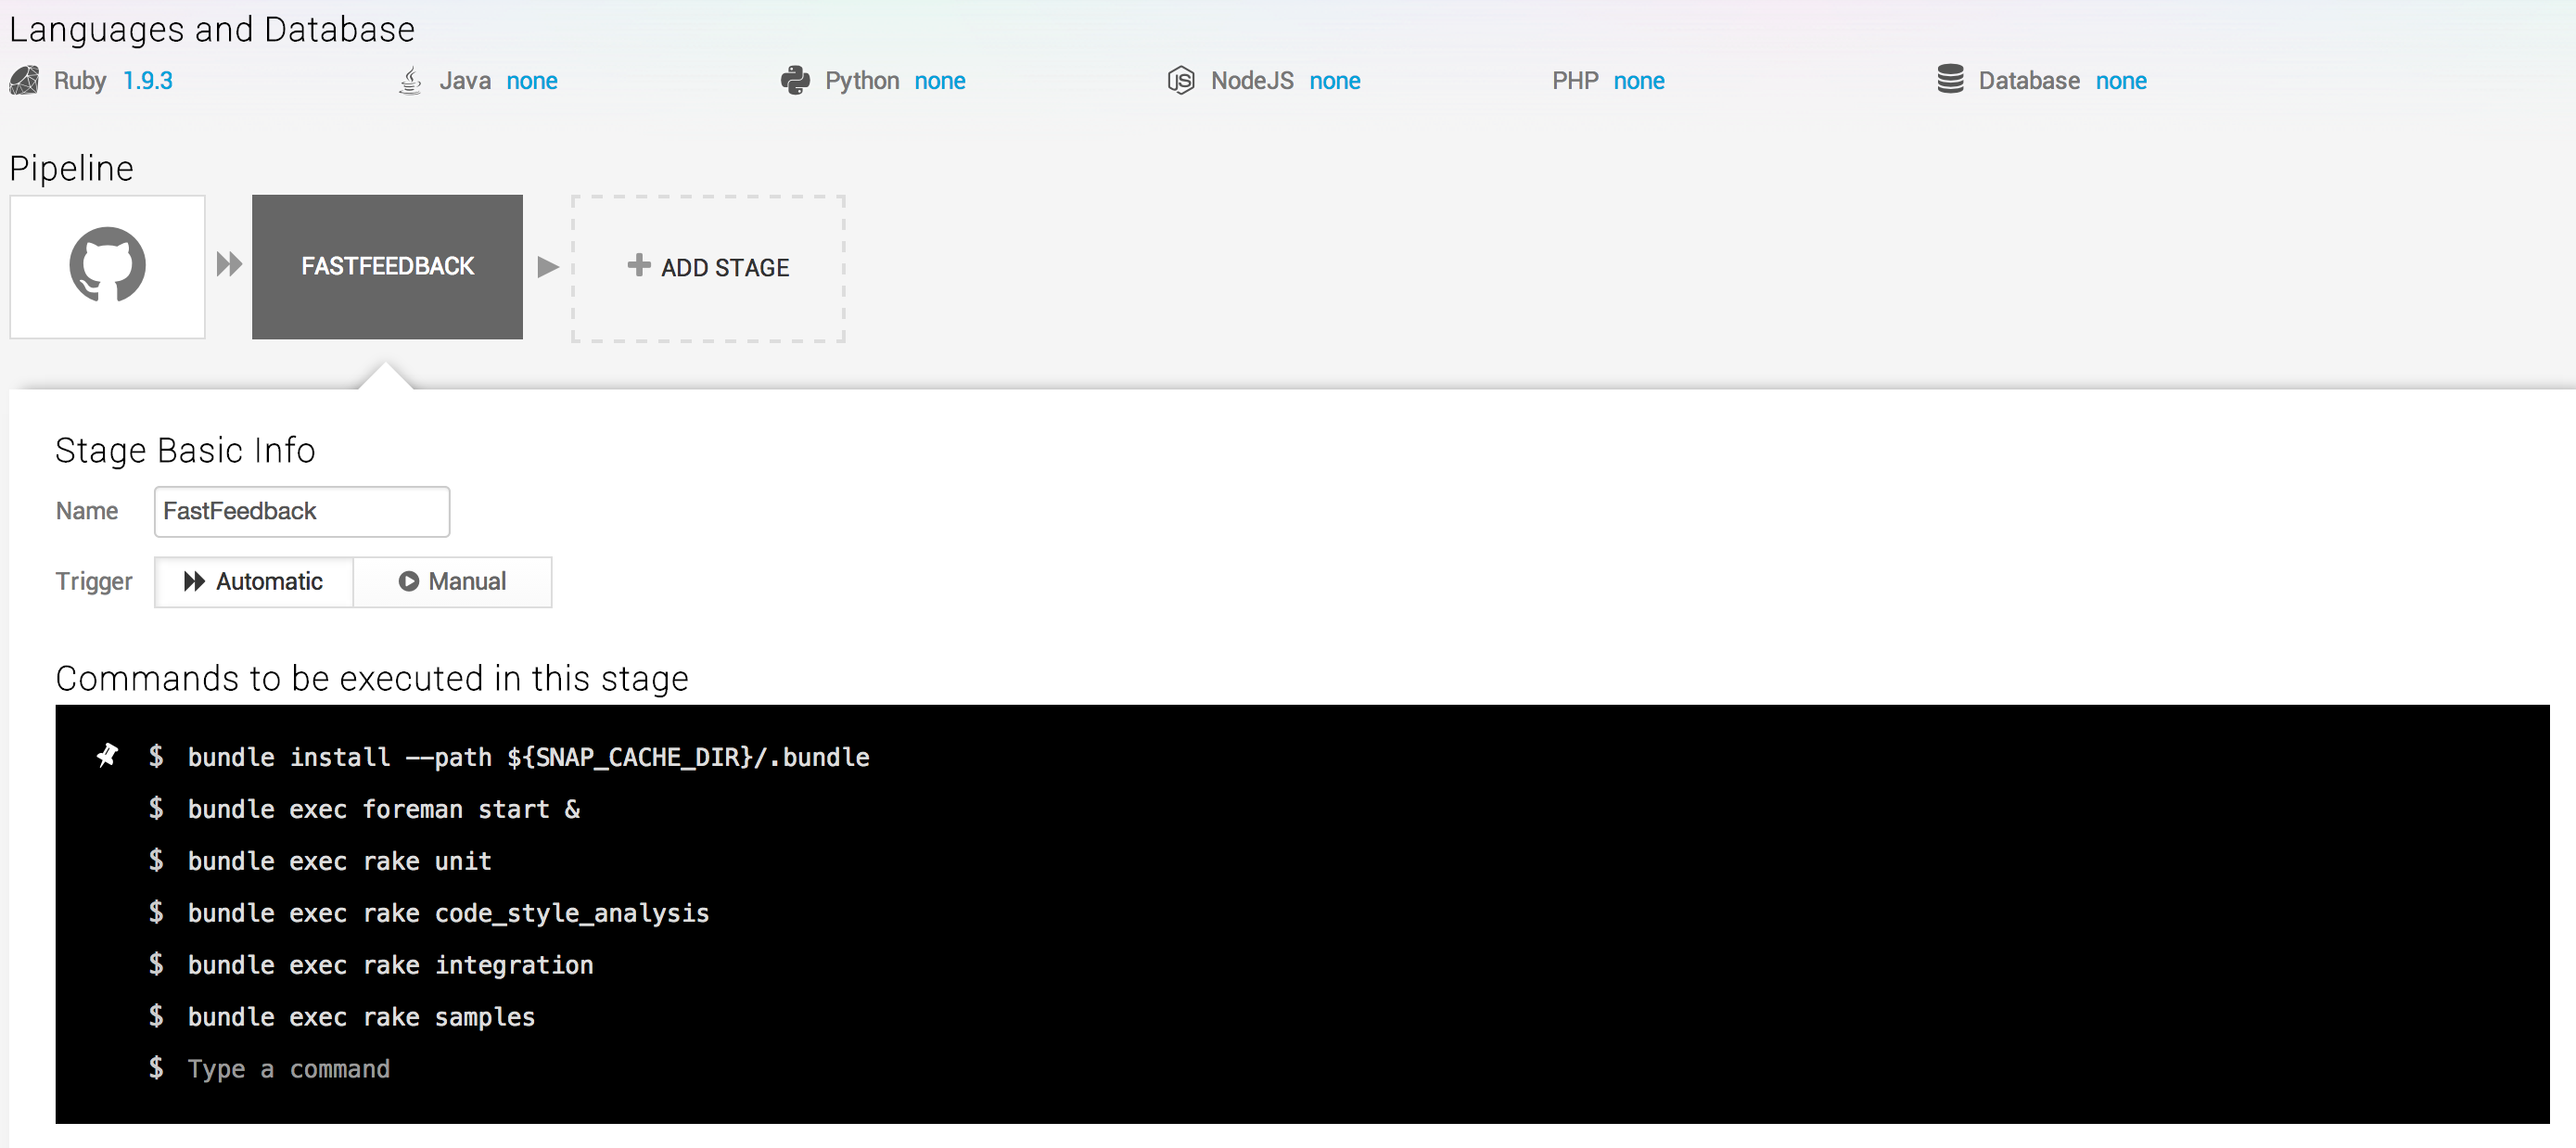 Languages and Database
Ruby 1.9.3 Java none Python none NodeJS none PHP none Database none
Pipeline
FASTFEEDBACK
ADD STAGE
Stage Basic Info
Name FastFeedback
Trigger Automatic Manual
Commands to be executed in this stage
$ bundle install --path ${SNAP_CACHE_DIR}/.bundle
$ bundle exec foreman start &
$ bundle exec rake unit
$ bundle exec rake code_style_analysis
$ bundle exec rake integration
$ bundle exec rake samples
$ Type a command